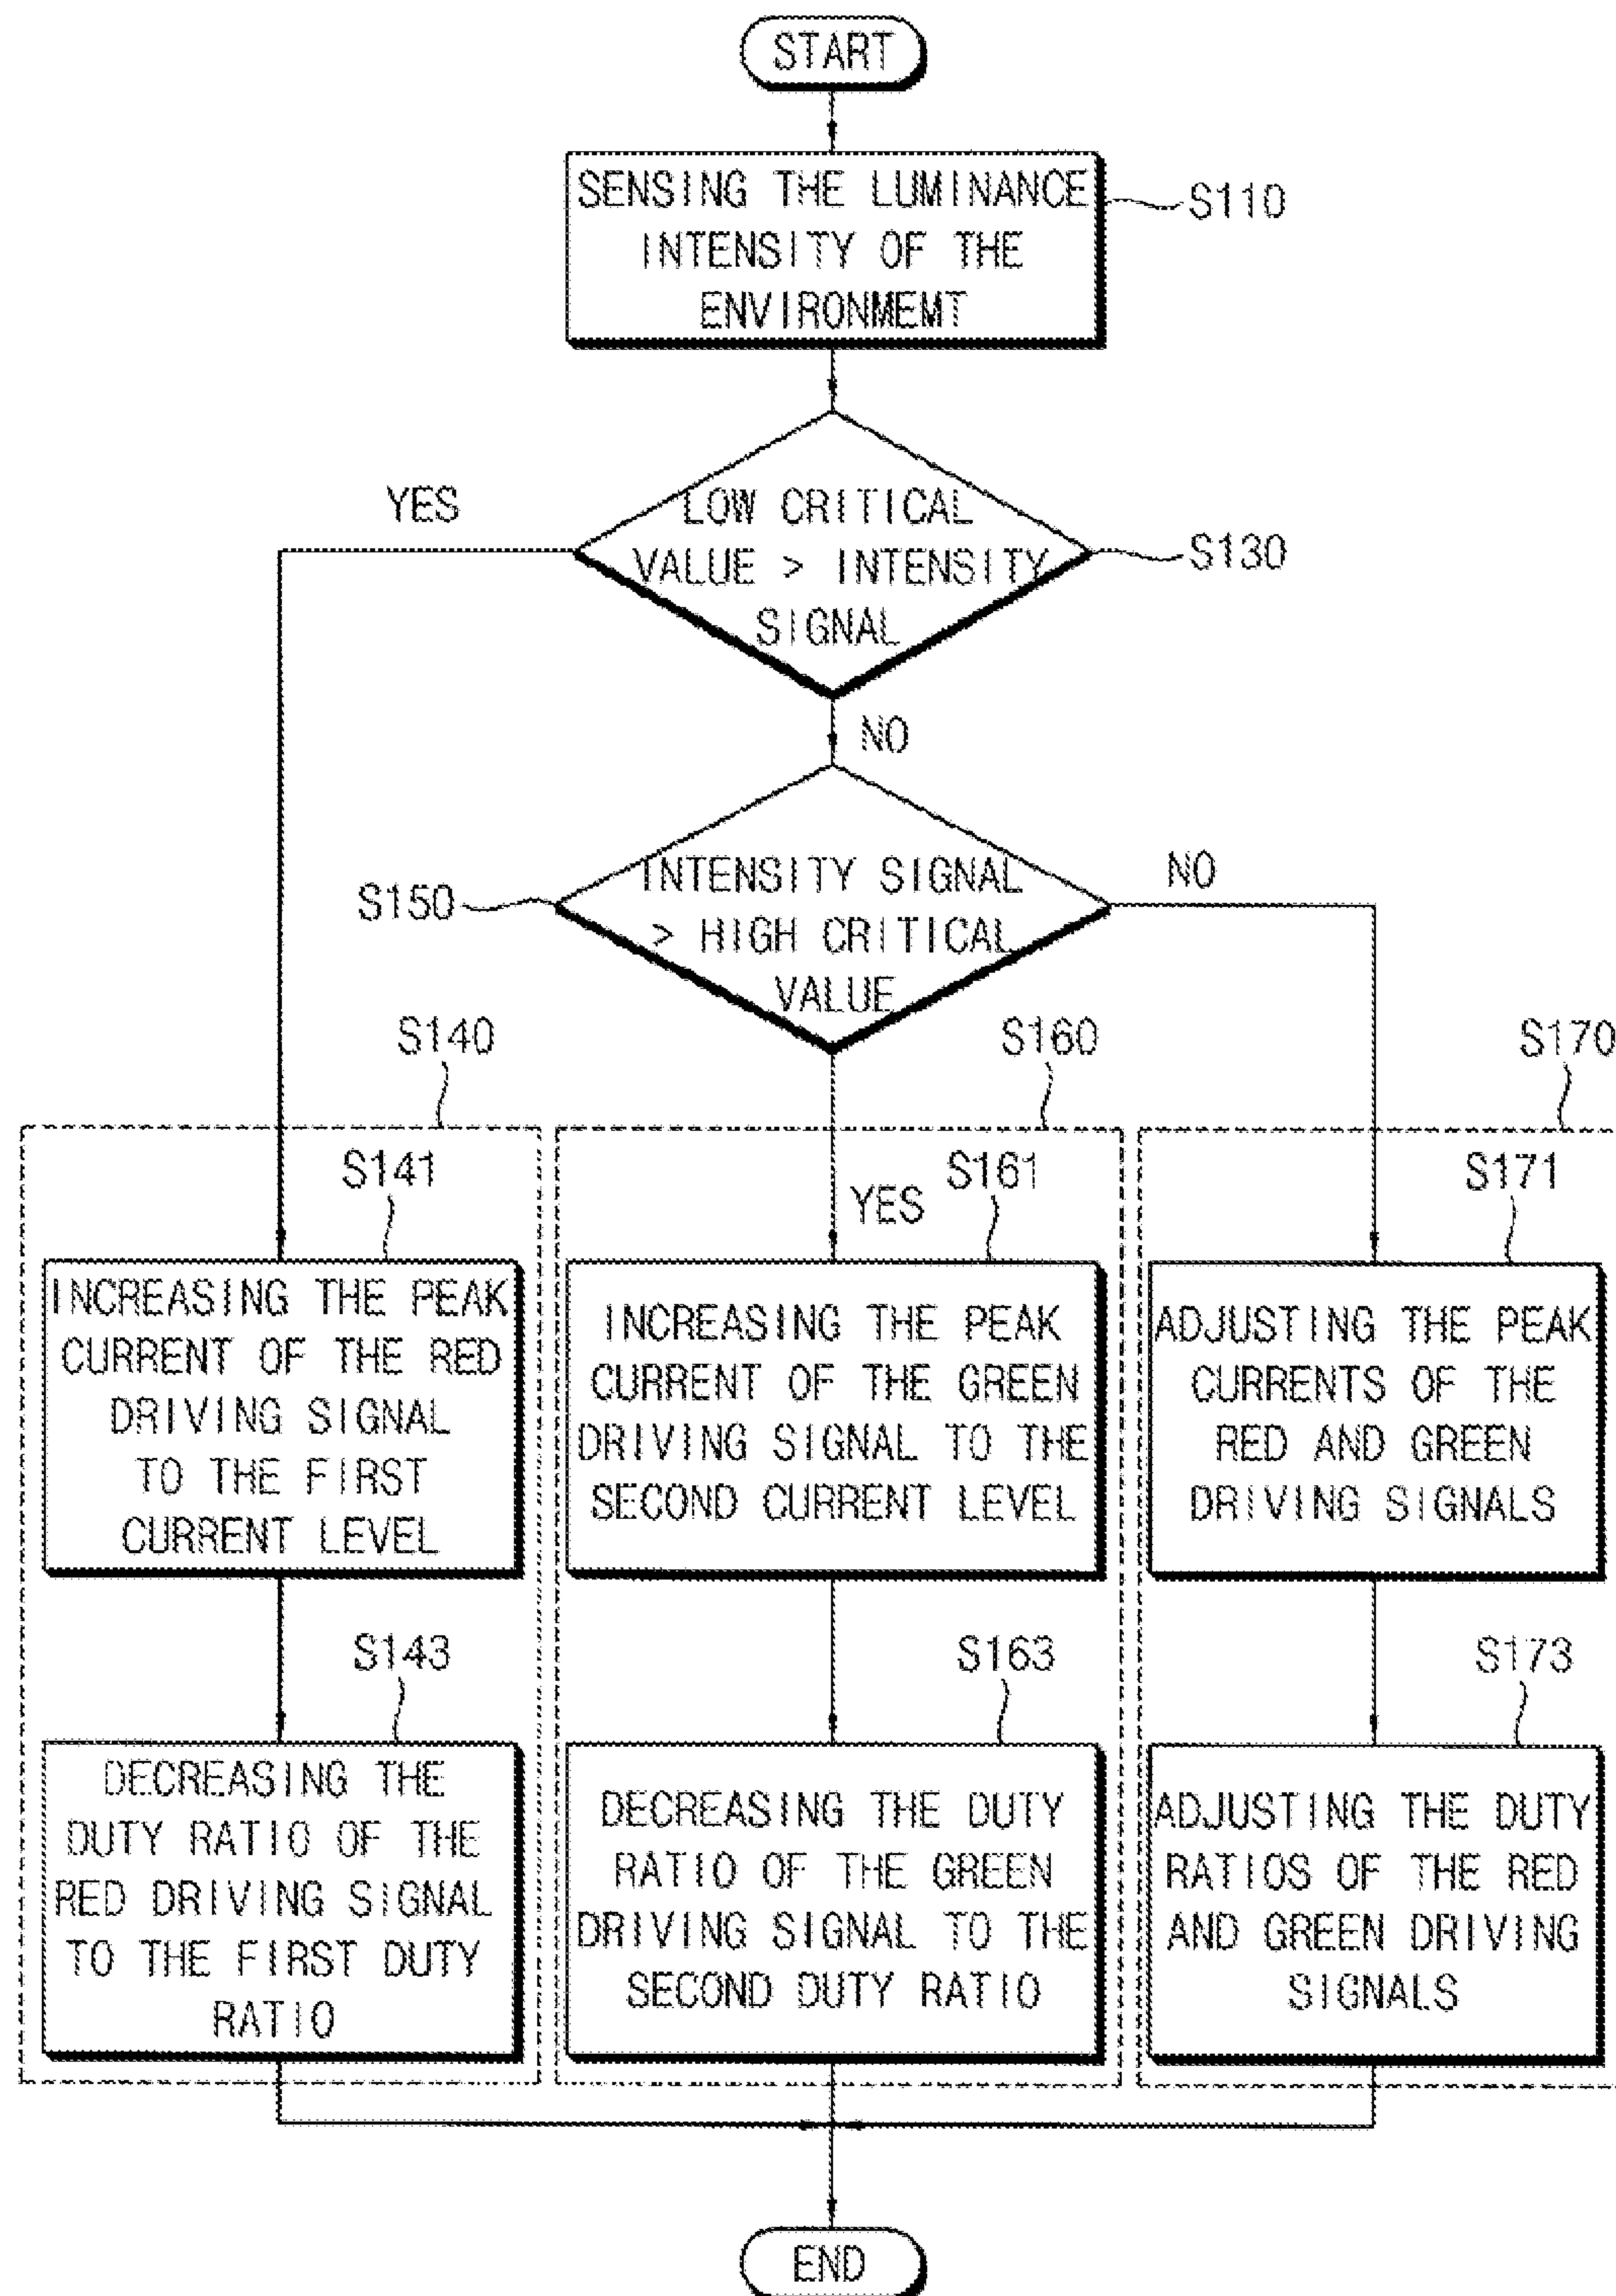 START
SENSING THE LUMINANCE
INTENSITY OF THE
ENVIRONMEMT
S110
YES
LOW CRITICAL
VALUE > INTENSITY
SIGNAL
S130
NO
INTENSITY SIGNAL
> HIGH CRITICAL
VALUE
S150
NO
S140
S160
S170
S141
YES
S161
S171
INCREASING THE PEAK
CURRENT OF THE RED
DRIVING SIGNAL
TO THE FIRST
CURRENT LEVEL
INCREASING THE PEAK
CURRENT OF THE GREEN
DRIVING SIGNAL TO THE
SECOND CURRENT LEVEL
ADJUSTING THE PEAK
CURRENTS OF THE
RED AND GREEN
DRIVING SIGNALS
S143
S163
S173
DECREASING THE
DUTY RATIO OF THE
RED DRIVING SIGNAL
TO THE FIRST DUTY
RATIO
DECREASING THE DUTY
RATIO OF THE GREEN
DRIVING SIGNAL TO THE
SECOND DUTY RATIO
ADJUSTING THE DUTY
RATIOS OF THE RED
AND GREEN DRIVING
SIGNALS
END